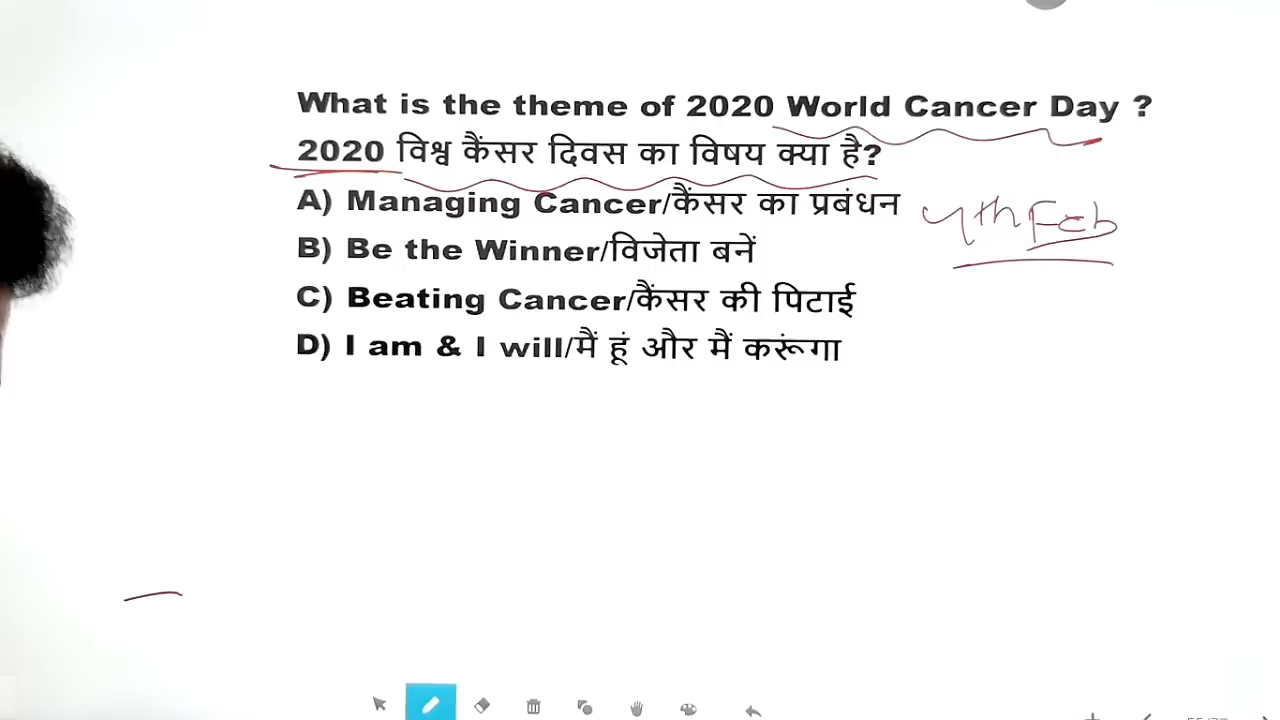 What is the theme of 2020 World Cancer Day ?
2020 विश्व कैंसर दिवस का विषय क्या है?
A) Managing Cancer/कैंसर का प्रबंधन
4th Feb
B) Be the Winner/विजेता बनें
C) Beating Cancer/कैंसर की पिटाई
D) I am & I will/मैं हूं और मैं करूंगा